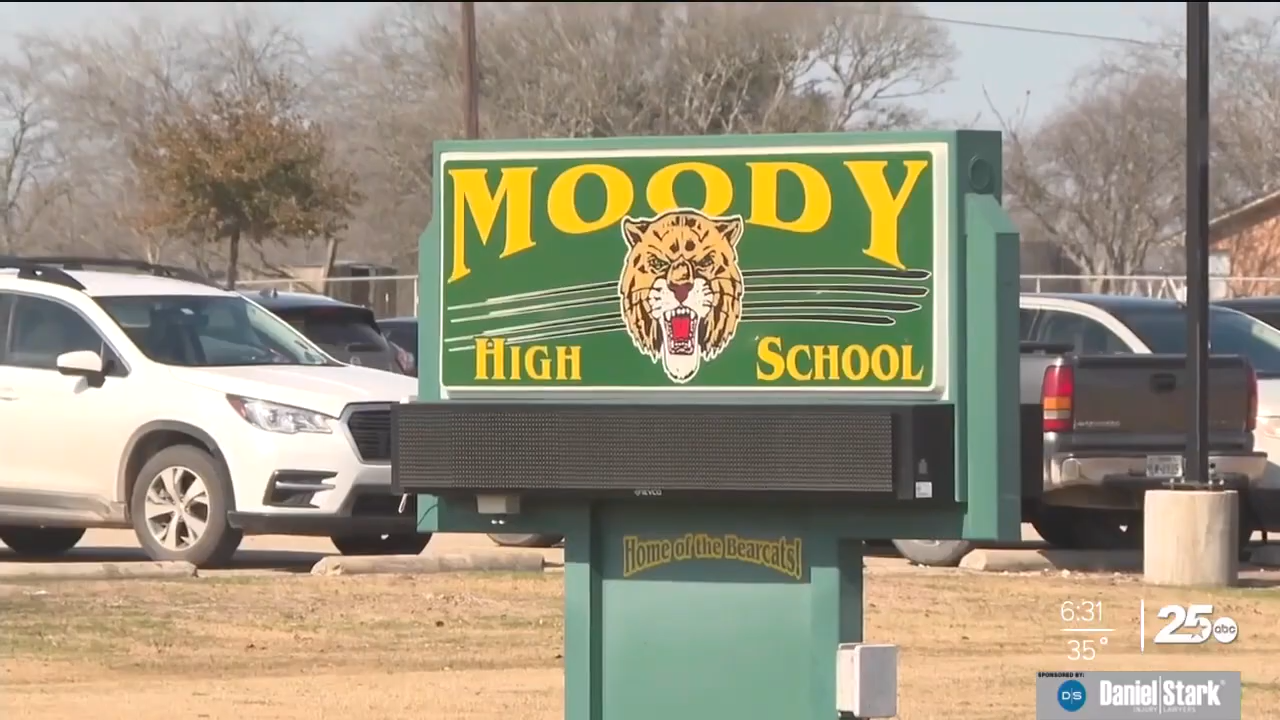 MOODY
HIGH SCHOOL
Home of the Bearcats!
6:31
35°
25 abc
SPONSORED BY:
DS Daniel|Stark
INJURY | LAWYERS